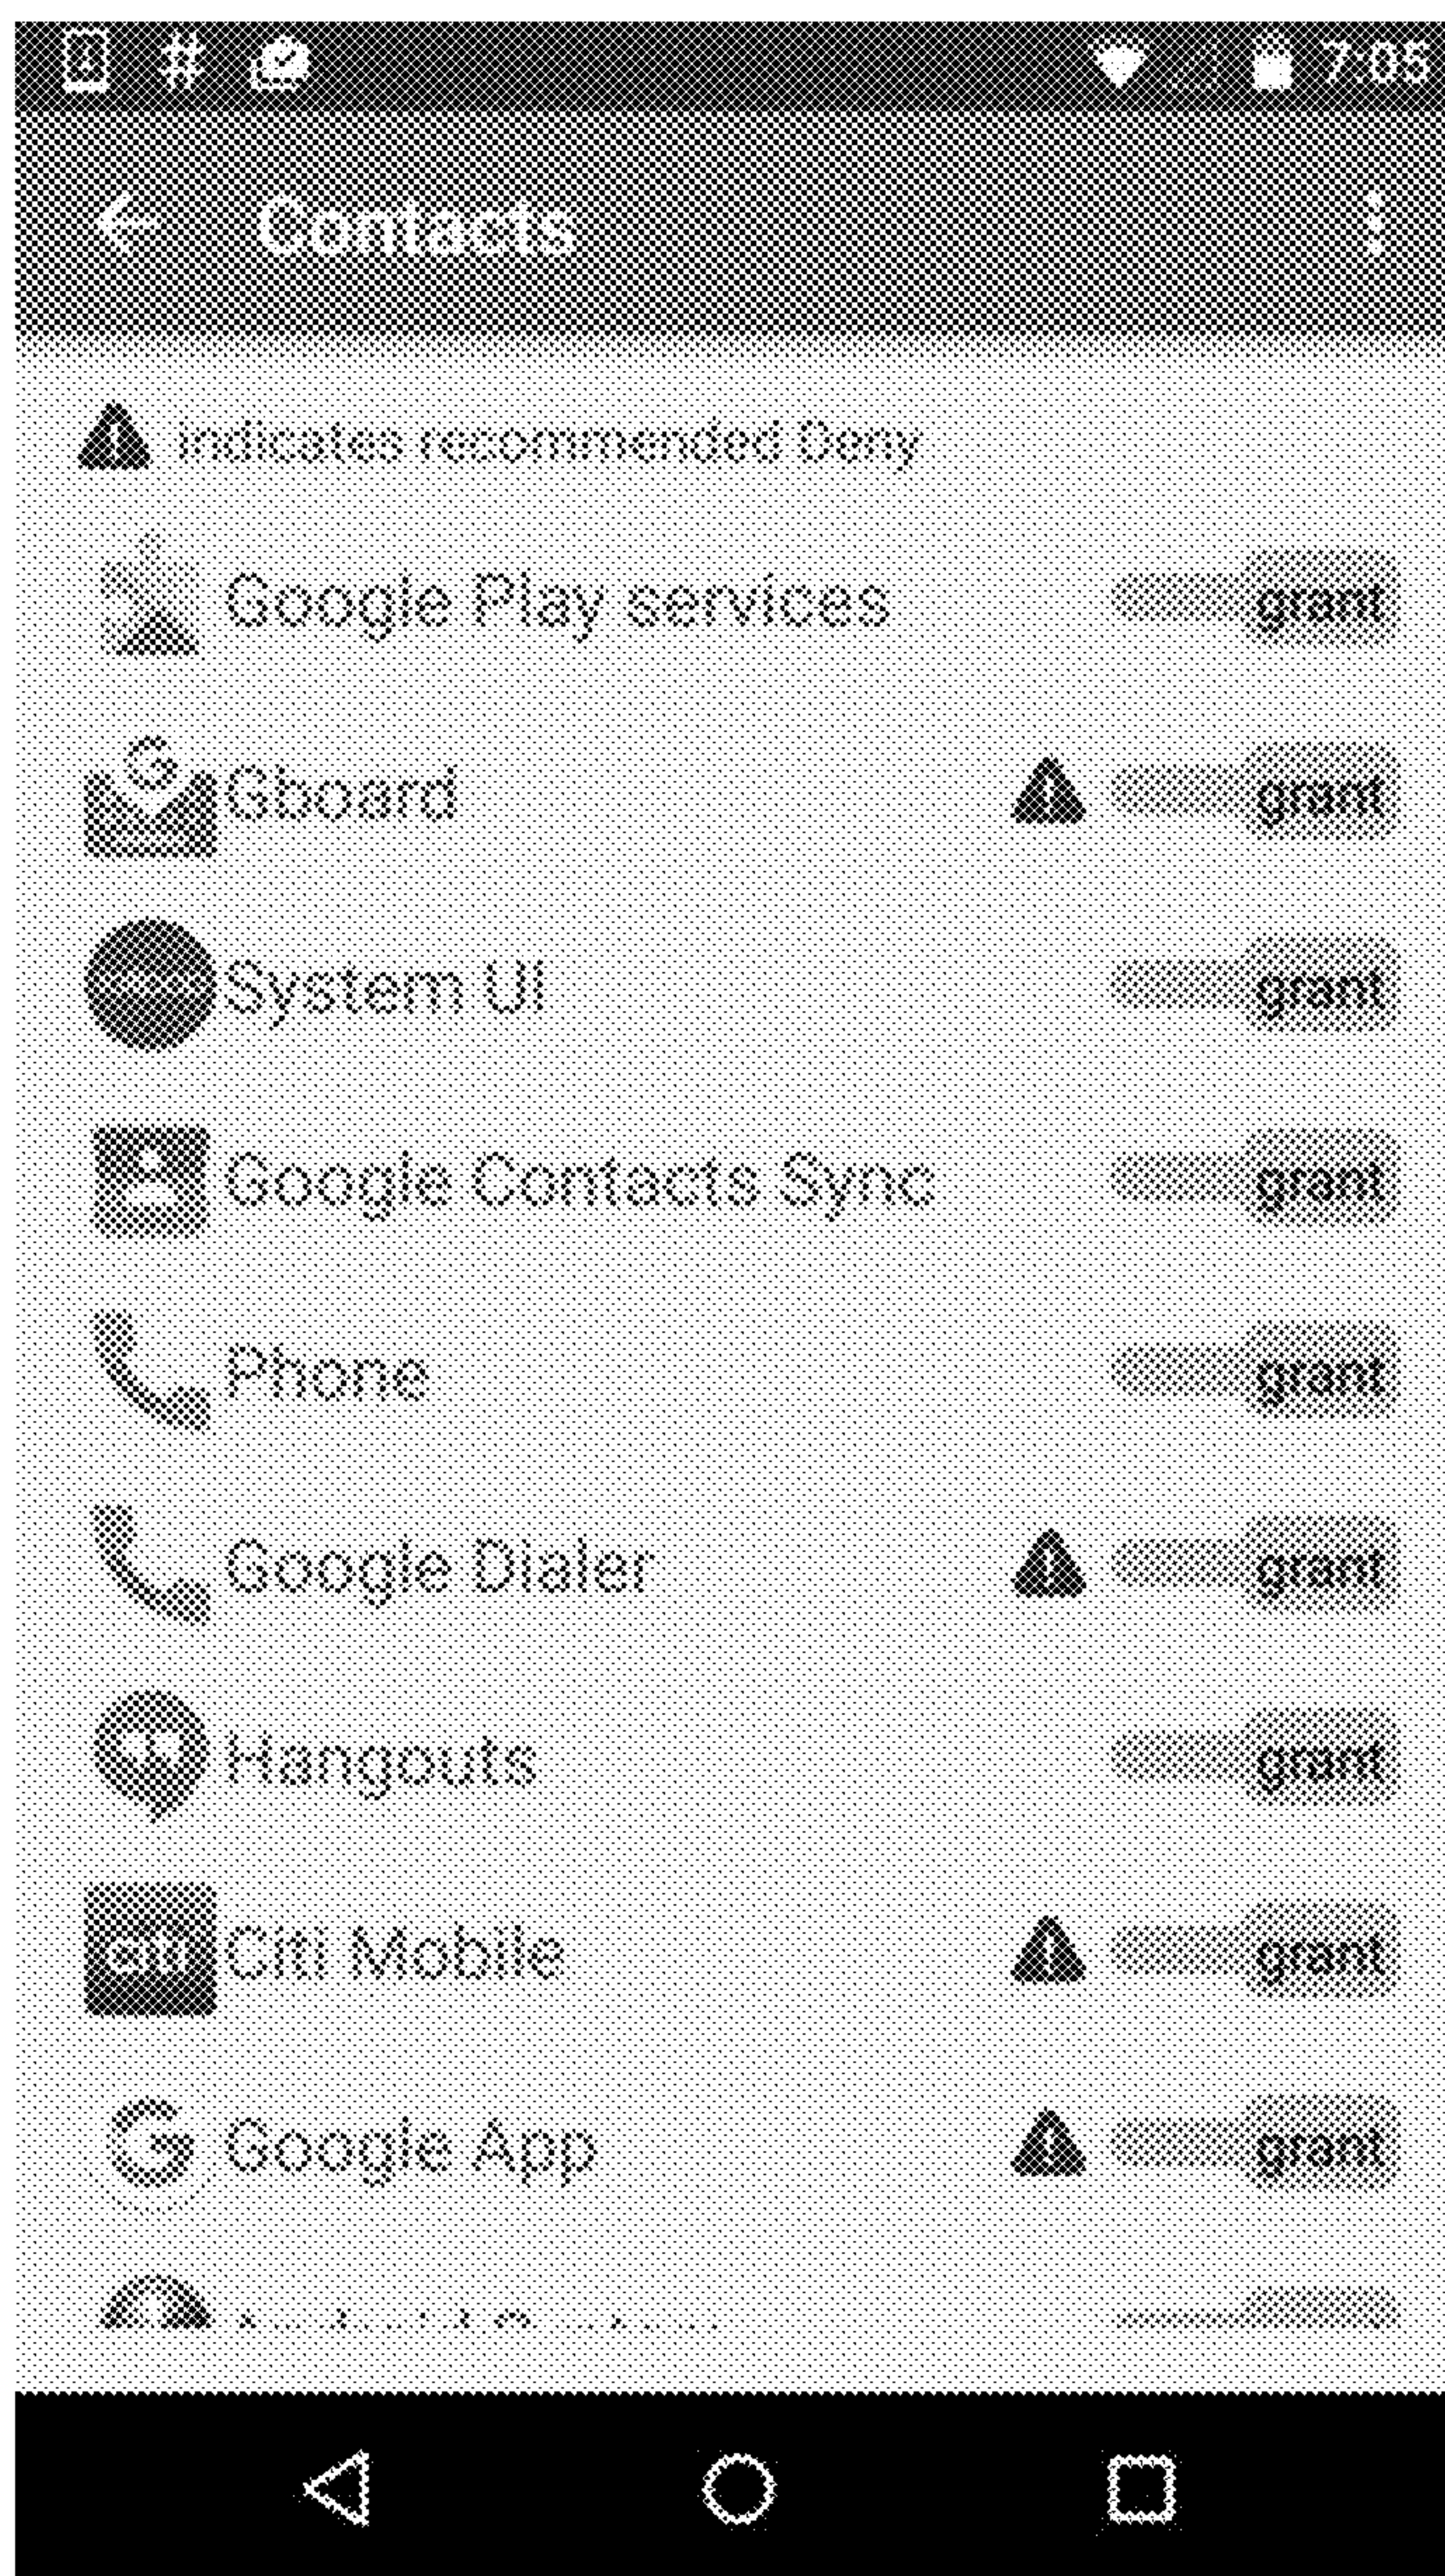 # 7:05
Contacts
indicates recommended Deny
Google Play services grant
G
Gboard grant
System UI grant
Google Contacts Sync grant
Phone grant
Google Dialer grant
Hangouts grant
citi Citi Mobile grant
G Google App grant